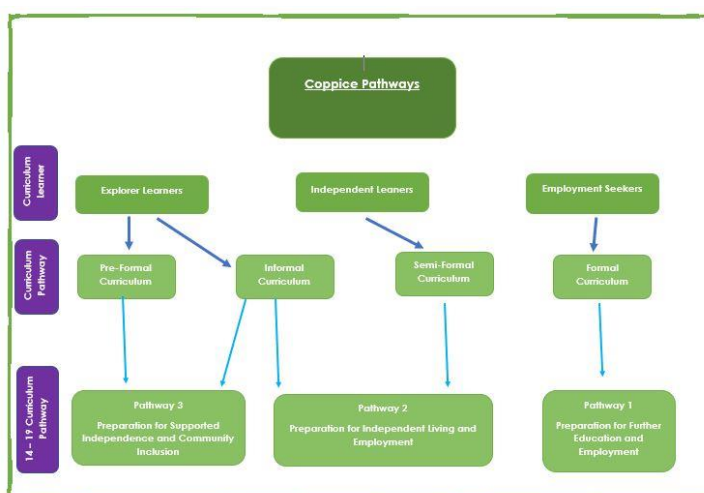 Coppice Pathways
Curriculum
Learner
Explorer Learners
Independent Leaners
Employment Seekers
Curriculum
Pathway
Pre-Formal
Curriculum
Informal
Curriculum
Semi-Formal
Curriculum
Formal
Curriculum
14 – 19 Curriculum
Pathway
Pathway 3
Preparation for Supported
Independence and Community
Inclusion
Pathway 2
Preparation for Independent Living and
Employment
Pathway 1
Preparation for Further
Education and
Employment